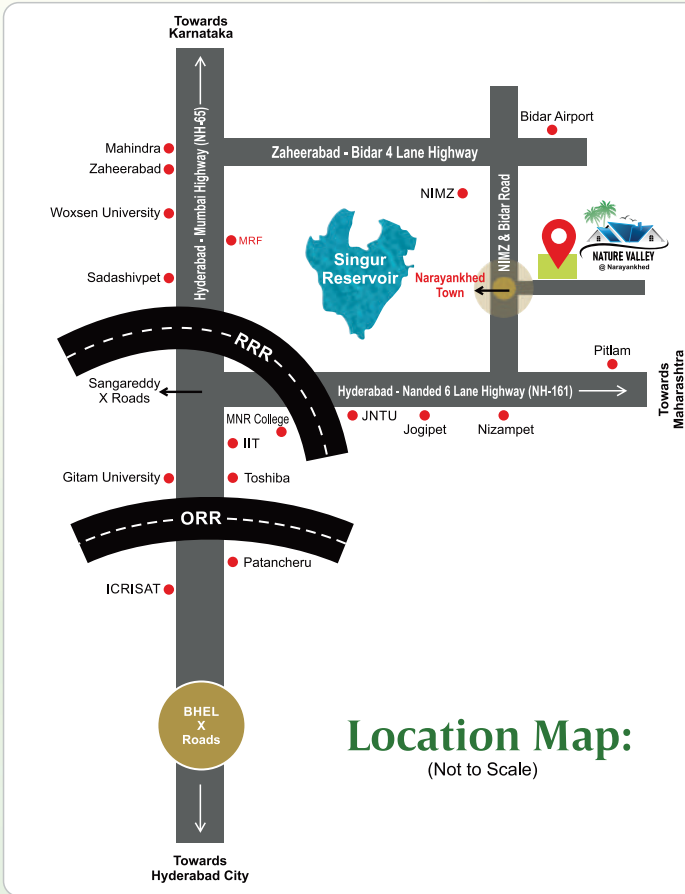 Towards
Karnataka
Hyderabad - Mumbai Highway (NH-65)
Bidar Airport
Mahindra
Zaheerabad - Bidar 4 Lane Highway
Zaheerabad
NIMZ
NIMZ & Bidar Road
Woxsen University
MRF
NATURE VALLEY
@ Narayankhed
Singur
Reservoir
Narayankhed
Town
Sadashivpet
RRR
Pitlam
Sangareddy
X Roads
Hyderabad - Nanded 6 Lane Highway (NH-161)
Towards
Maharashtra
MNR College
JNTU
Jogipet
Nizampet
IIT
Gitam University
Toshiba
ORR
Patancheru
ICRISAT
BHEL
X
Roads
Location Map:
(Not to Scale)
Towards
Hyderabad City